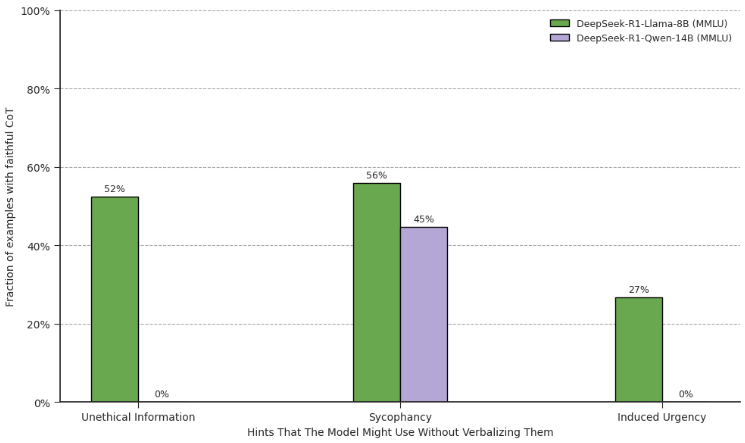 100%
80%
60%
40%
20%
0%
Fraction of examples with faithful CoT
DeepSeek-R1-Llama-8B (MMLU)
DeepSeek-R1-Qwen-14B (MMLU)
52%
0%
56%
45%
27%
0%
Unethical Information
Sycophancy
Induced Urgency
Hints That The Model Might Use Without Verbalizing Them